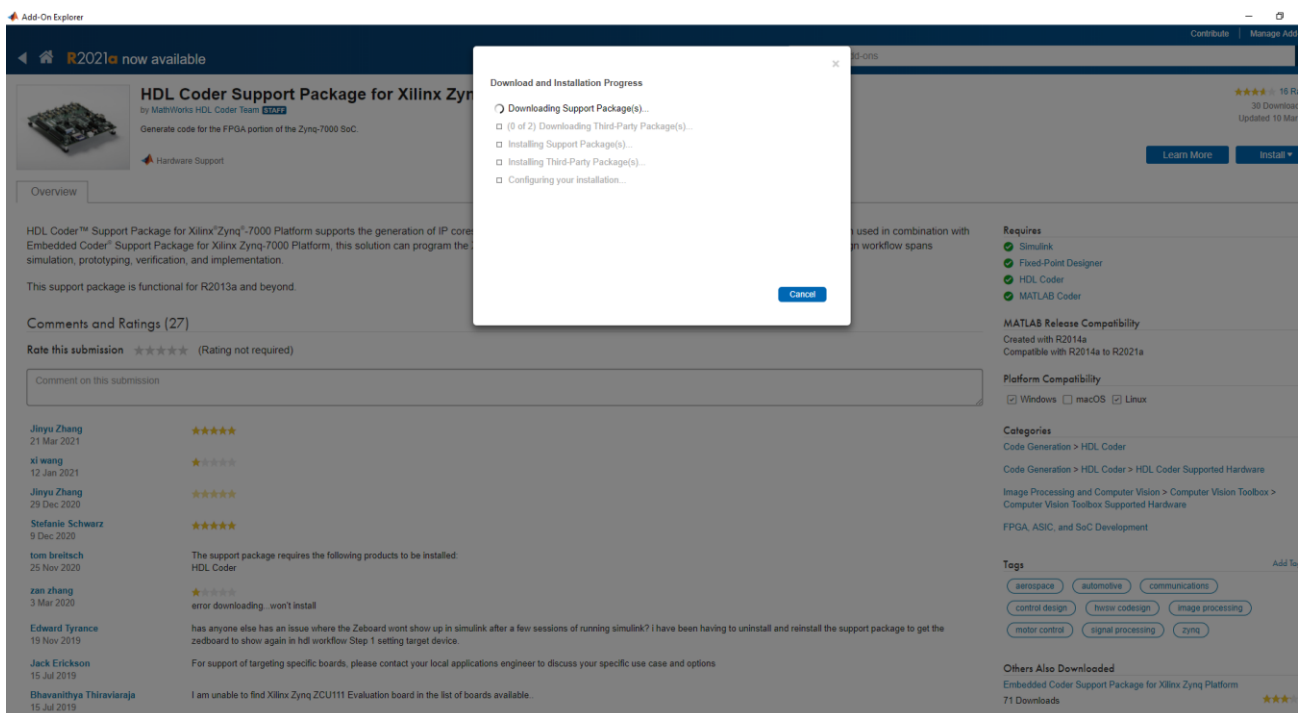 Add-On Explorer
Contribute | Manage Add
R2021a now available
dd-ons
HDL Coder Support Package for Xilinx Zyn
by MathWorks HDL Coder Team STAFF
Generate code for the FPGA portion of the Zynq-7000 SoC.
Hardware Support
16 R
30 Download
Updated 10 Mar
Learn More
Install
Download and Installation Progress
Downloading Support Package(s)...
(0 of 2) Downloading Third-Party Package(s)...
Installing Support Package(s)...
Installing Third-Party Package(s)...
Configuring your installation...
Cancel
Overview
HDL Coder™ Support Package for Xilinx® Zynq®-7000 Platform supports the generation of IP core
used in combination with
Embedded Coder® Support Package for Xilinx Zynq-7000 Platform, this solution can program the
n workflow spans
simulation, prototyping, verification, and implementation.
This support package is functional for R2013a and beyond.
Comments and Ratings (27)
Rate this submission (Rating not required)
Comment on this submission
Jinyu Zhang
21 Mar 2021
xi wang
12 Jan 2021
Jinyu Zhang
29 Dec 2020
Stefanie Schwarz
9 Dec 2020
tom breitsch
25 Nov 2020
The support package requires the following products to be installed:
HDL Coder
zan zhang
3 Mar 2020
error downloading...won't install
Edward Tyrance
19 Nov 2019
has anyone else has an issue where the Zeboard wont show up in simulink after a few sessions of running simulink? i have been having to uninstall and reinstall the support package to get the
zedboard to show again in hdl workflow Step 1 setting target device.
Jack Erickson
15 Jul 2019
For support of targeting specific boards, please contact your local applications engineer to discuss your specific use case and options
Bhavanithya Thiraviaraja
15 Jul 2019
I am unable to find Xilinx Zynq ZCU111 Evaluation board in the list of boards available..
Requires
Simulink
Fixed-Point Designer
HDL Coder
MATLAB Coder
MATLAB Release Compatibility
Created with R2014a
Compatible with R2014a to R2021a
Platform Compatibility
Windows macOS Linux
Categories
Code Generation > HDL Coder
Code Generation > HDL Coder > HDL Coder Supported Hardware
Image Processing and Computer Vision > Computer Vision Toolbox >
Computer Vision Toolbox Supported Hardware
FPGA, ASIC, and SoC Development
Tags
Add Ta
aerospace
automotive
communications
control design
hwsw codesign
image processing
motor control
signal processing
zynq
Others Also Downloaded
Embedded Coder Support Package for Xilinx Zynq Platform
71 Downloads